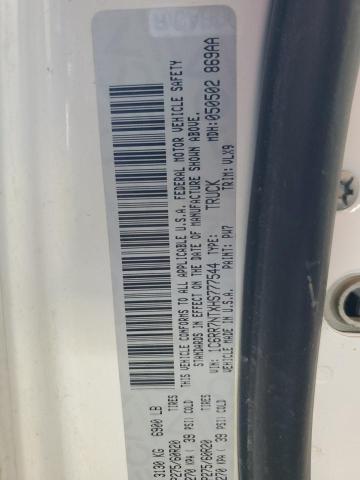 3130 KG 6900 LB
TIRES
P275/60R20
270 KPA ( 39 PSI) COLD
TIRES
P275/60R20
270 KPA ( 39 PSI) COLD
THIS VEHICLE CONFORMS TO ALL APPLICABLE U.S.A. FEDERAL MOTOR VEHICLE SAFETY
STANDARDS IN EFFECT ON THE DATE OF MANUFACTURE SHOWN ABOVE.
VIN: 1C6RR7NTXHS777544 TYPE: TRUCK MDH: 050502 869AA
VEHICLE MADE IN U.S.A. PAINT: PW7 TRIM: VLX9